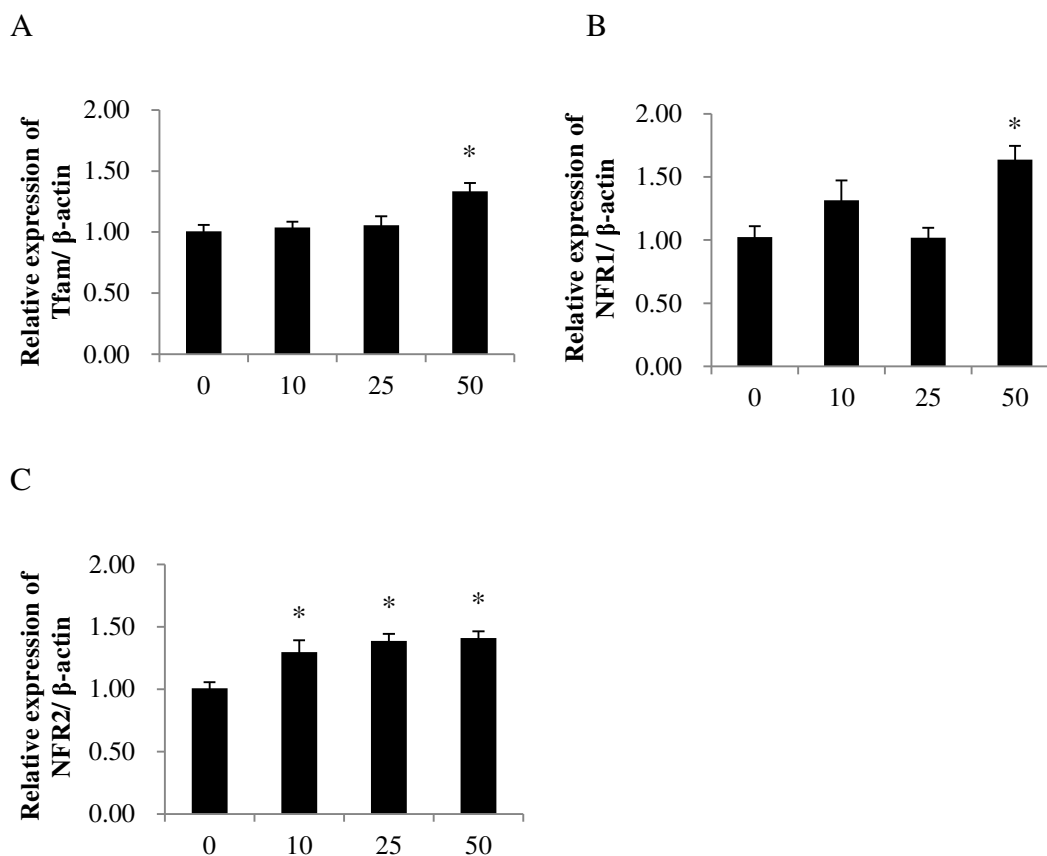 A
Relative expression of
Tfam/ β-actin
2.00
1.50
1.00
0.50
0.00
*
0 10 25 50
B
Relative expression of
NFR1/ β-actin
2.00
1.50
1.00
0.50
0.00
*
0 10 25 50
C
Relative expression of
NFR2/ β-actin
2.00
1.50
1.00
0.50
0.00
* * *
0 10 25 50